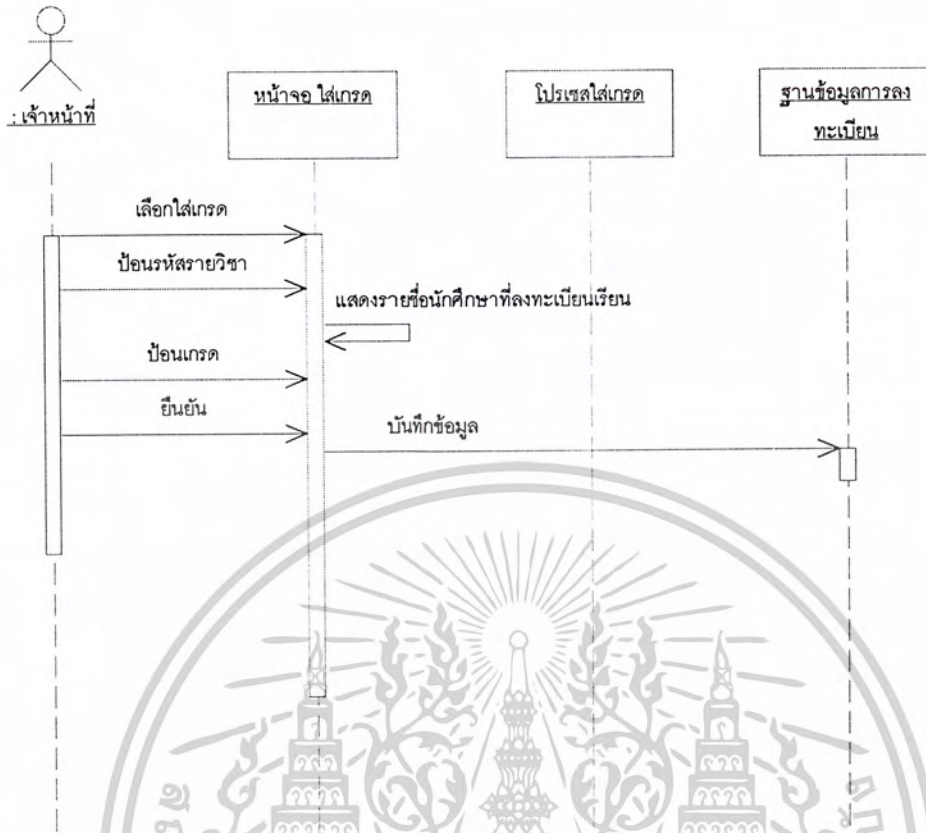 : เจ้าหน้าที่
หน้าจอ ใส่เกรด
โปรเซสใส่เกรด
ฐานข้อมูลการลง
ทะเบียน
เลือกใส่เกรด
ป้อนรหัสรายวิชา
แสดงรายชื่อนักศึกษาที่ลงทะเบียนเรียน
ป้อนเกรด
ยืนยัน
บันทึกข้อมูล